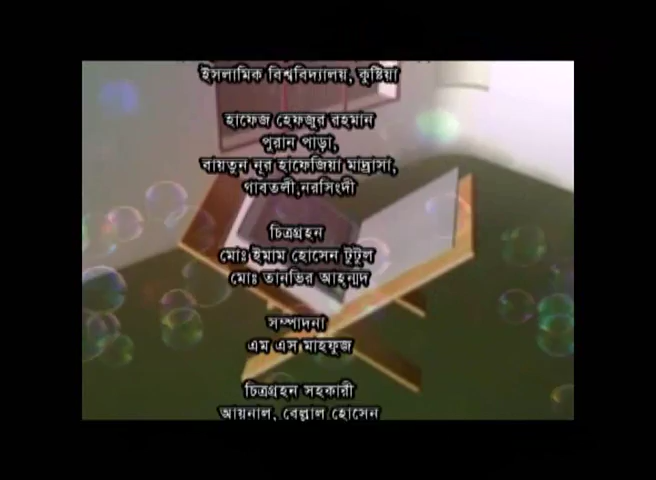 ইসলামিক বিশ্ববিদ্যালয়, কুষ্টিয়া
হাফেজ হেফজুর রহমান
পুরান পাড়া,
বায়তুন নূর হাফেজিয়া মাদ্রাসা,
গাবতলী,নরসিংদী
চিত্রগ্রহন
মোঃ ইমাম হোসেন টুটুল
মোঃ তানভির আহম্মদ
সম্পাদনা
এম এস মাহফুজ
চিত্রগ্রহন সহকারী
আয়নাল, বেল্লাল হোসেন